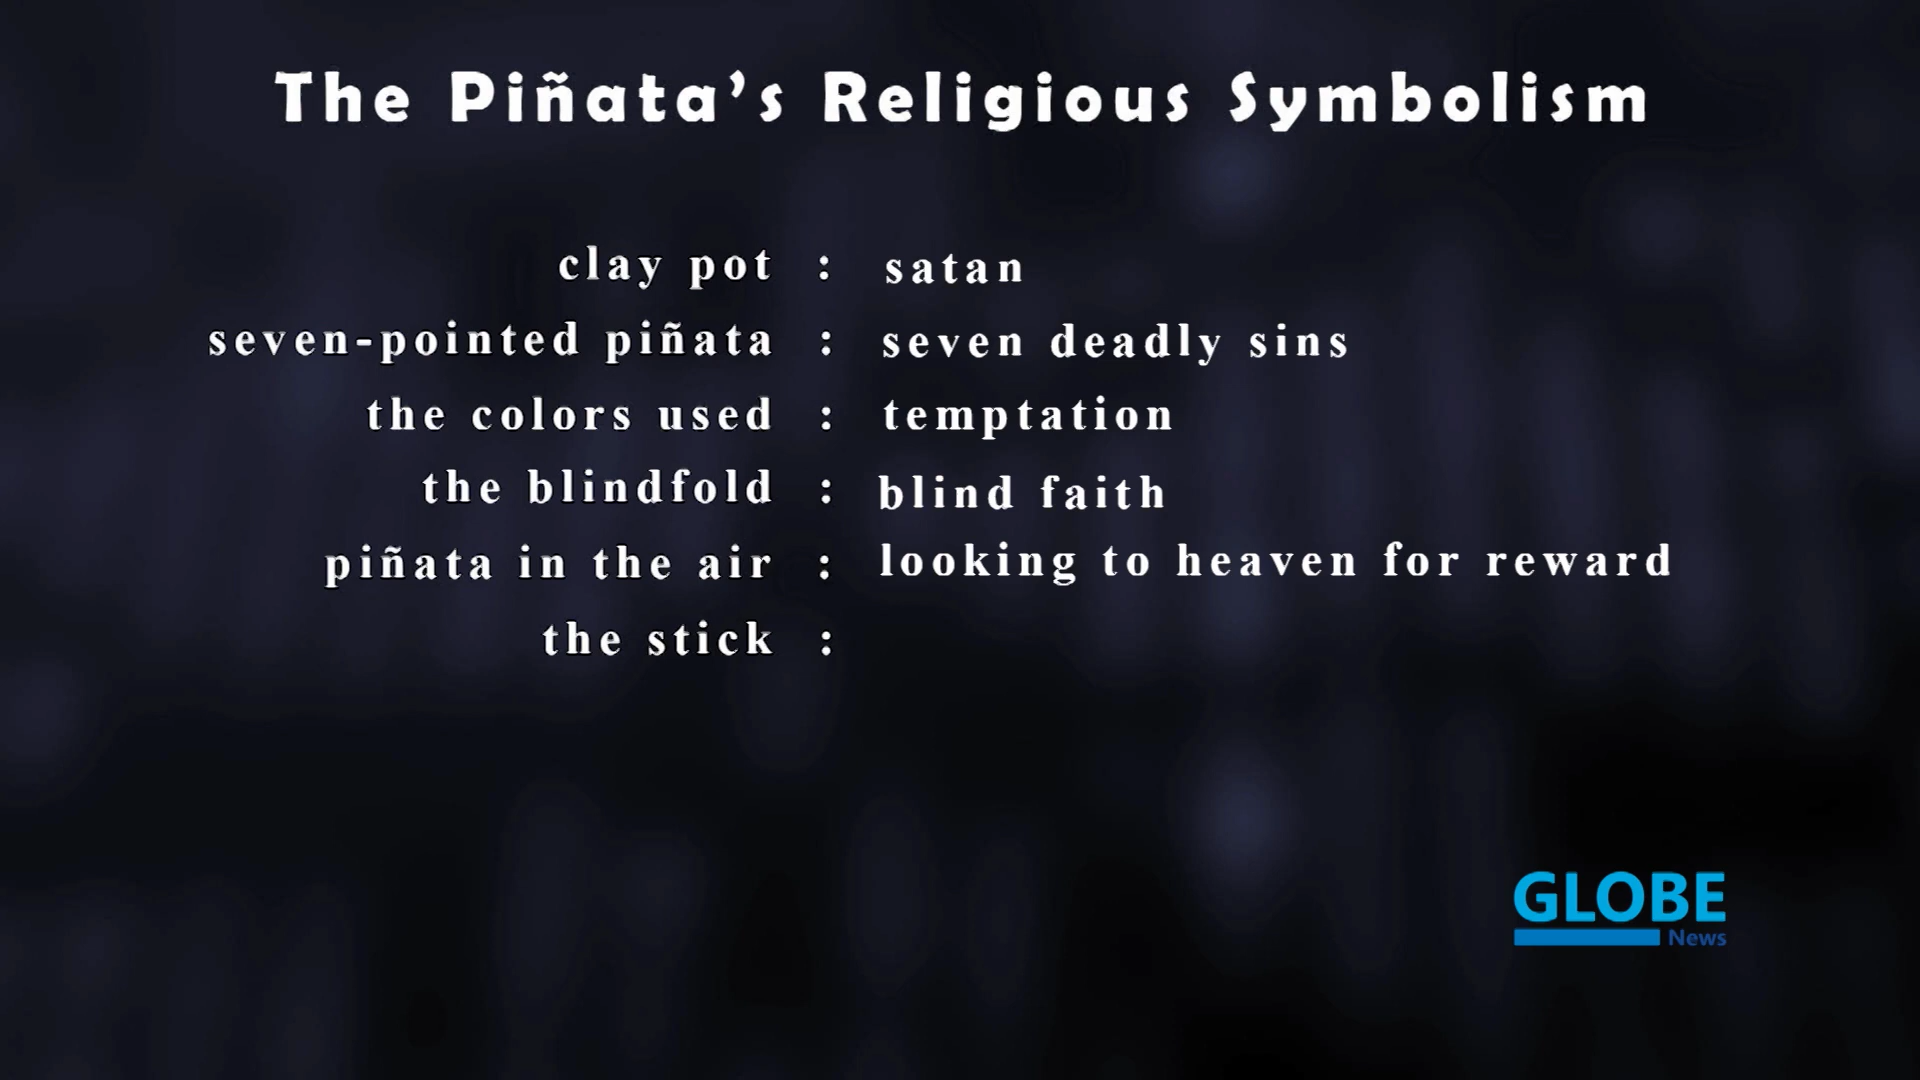 The Piñata’s Religious Symbolism
clay pot : satan
seven-pointed piñata : seven deadly sins
the colors used : temptation
the blindfold : blind faith
piñata in the air : looking to heaven for reward
the stick :
GLOBE
News